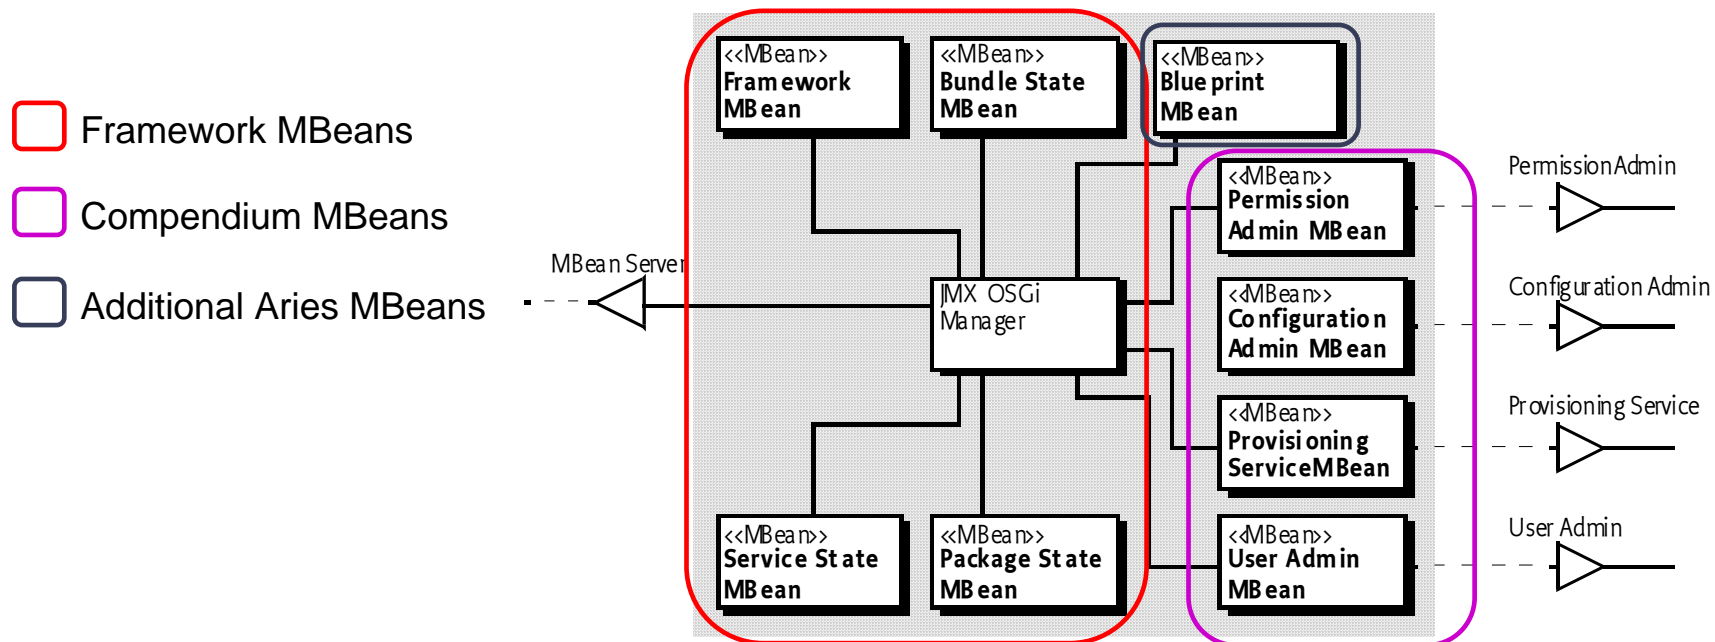 Framework MBeans
Compendium MBeans
Additional Aries MBeans
MBean Server
<<MBean>>
Framework
MBean
<<MBean>>
Bundle State
MBean
<<MBean>>
Blueprint
MBean
JMX OSGi
Manager
<<MBean>>
Permission
Admin MBean
<<MBean>>
Configuration
Admin MBean
<<MBean>>
Provisioning
ServiceMBean
<<MBean>>
Service State
MBean
<<MBean>>
Package State
MBean
<<MBean>>
User Admin
MBean
PermissionAdmin
Configuration Admin
Provisioning Service
User Admin